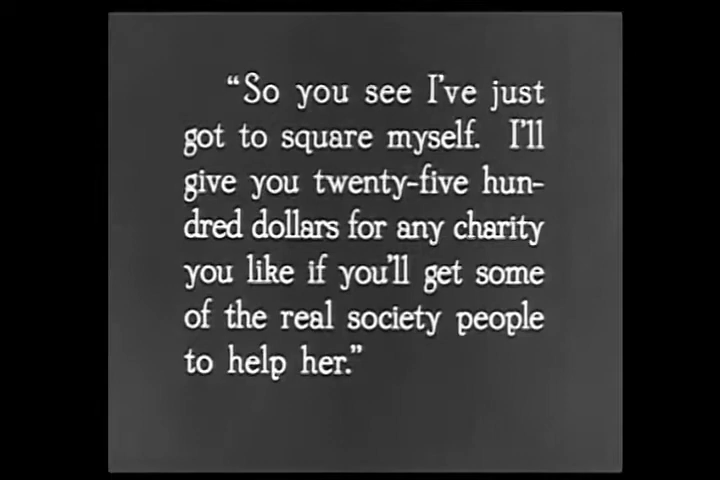 “So you see I’ve just
got to square myself. I’ll
give you twenty-five hun-
dred dollars for any charity
you like if you’ll get some
of the real society people
to help her.”